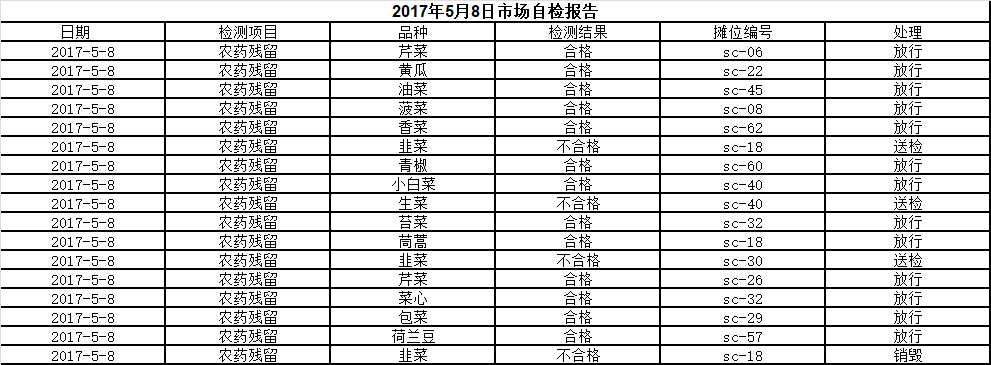 2017年5月8日市场自检报告
日期 检测项目 品种 检测结果 摊位编号 处理
2017-5-8 农药残留 芹菜 合格 sc-06 放行
2017-5-8 农药残留 黄瓜 合格 sc-22 放行
2017-5-8 农药残留 油菜 合格 sc-45 放行
2017-5-8 农药残留 菠菜 合格 sc-08 放行
2017-5-8 农药残留 香菜 合格 sc-62 放行
2017-5-8 农药残留 韭菜 不合格 sc-18 送检
2017-5-8 农药残留 青椒 合格 sc-60 放行
2017-5-8 农药残留 小白菜 合格 sc-40 放行
2017-5-8 农药残留 生菜 不合格 sc-40 送检
2017-5-8 农药残留 苔菜 合格 sc-32 放行
2017-5-8 农药残留 茼蒿 合格 sc-18 放行
2017-5-8 农药残留 韭菜 不合格 sc-30 送检
2017-5-8 农药残留 芹菜 合格 sc-26 放行
2017-5-8 农药残留 菜心 合格 sc-32 放行
2017-5-8 农药残留 包菜 合格 sc-29 放行
2017-5-8 农药残留 荷兰豆 合格 sc-57 放行
2017-5-8 农药残留 韭菜 不合格 sc-18 销毁